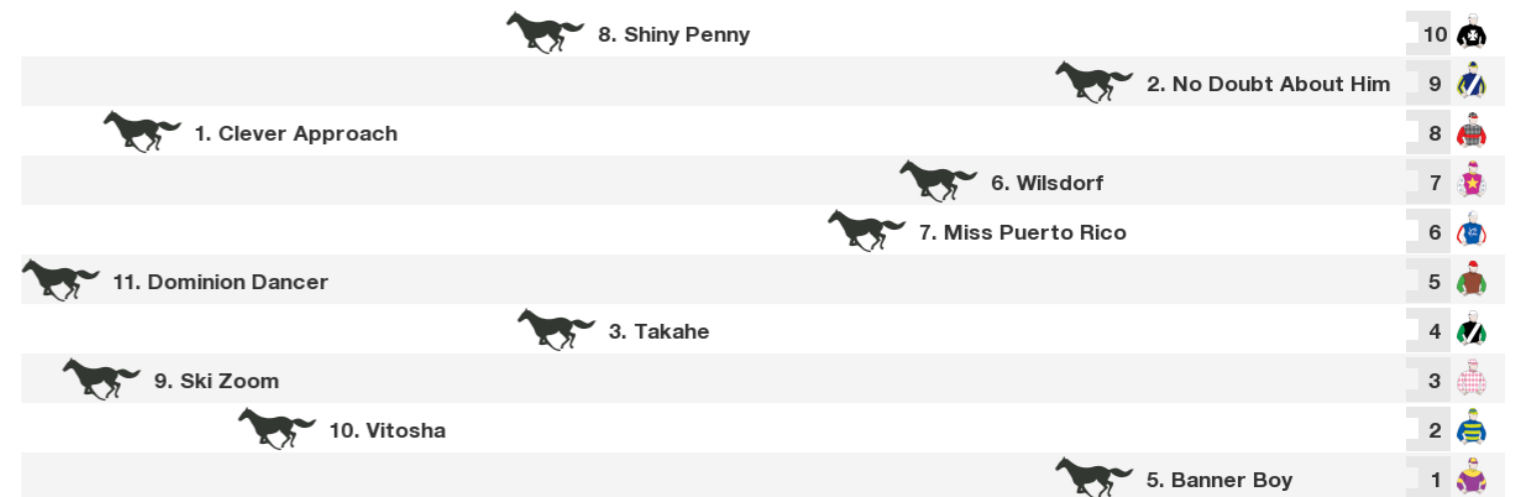 8. Shiny Penny 10
2. No Doubt About Him 9
1. Clever Approach 8
6. Wilsdorf 7
7. Miss Puerto Rico 6
11. Dominion Dancer 5
3. Takahe 4
9. Ski Zoom 3
10. Vitosha 2
5. Banner Boy 1